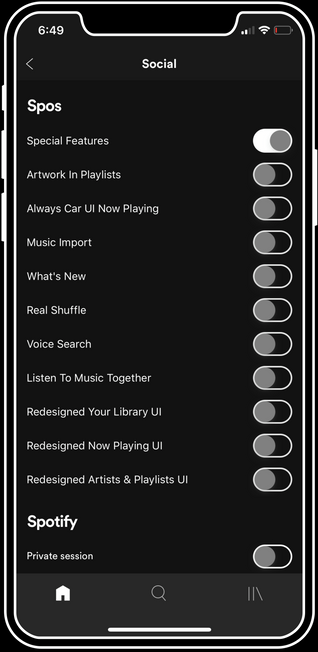 6:49
Social
Spos
Special Features
Artwork In Playlists
Always Car UI Now Playing
Music Import
What's New
Real Shuffle
Voice Search
Listen To Music Together
Redesigned Your Library UI
Redesigned Now Playing UI
Redesigned Artists & Playlists UI
Spotify
Private session